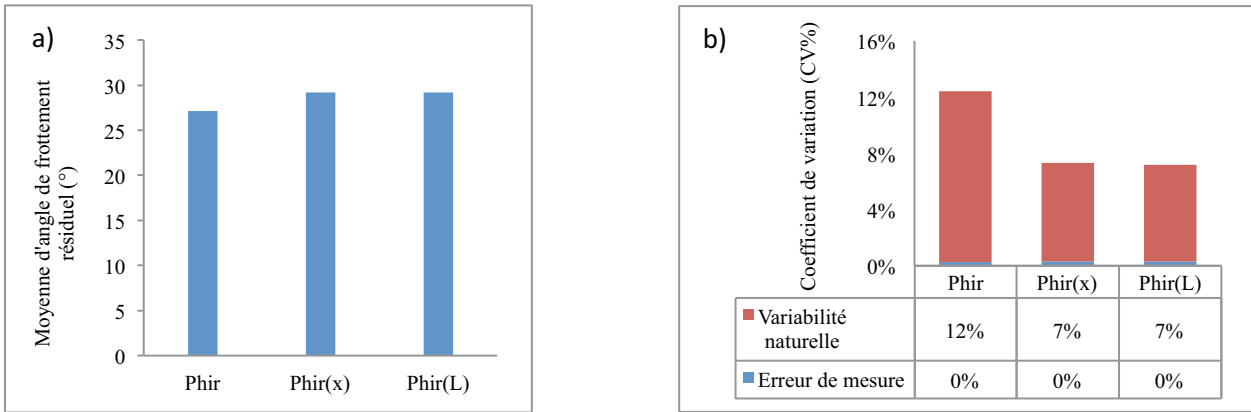 a)
Moyenne d'angle de frottement
résiduel (°)
35
30
25
20
15
10
5
0
Phir Phir(x) Phir(L)
b)
Coefficient de variation (CV%)
16%
12%
8%
4%
0%
Phir Phir(x) Phir(L)
Variabilité
naturelle 12% 7% 7%
Erreur de mesure 0% 0% 0%